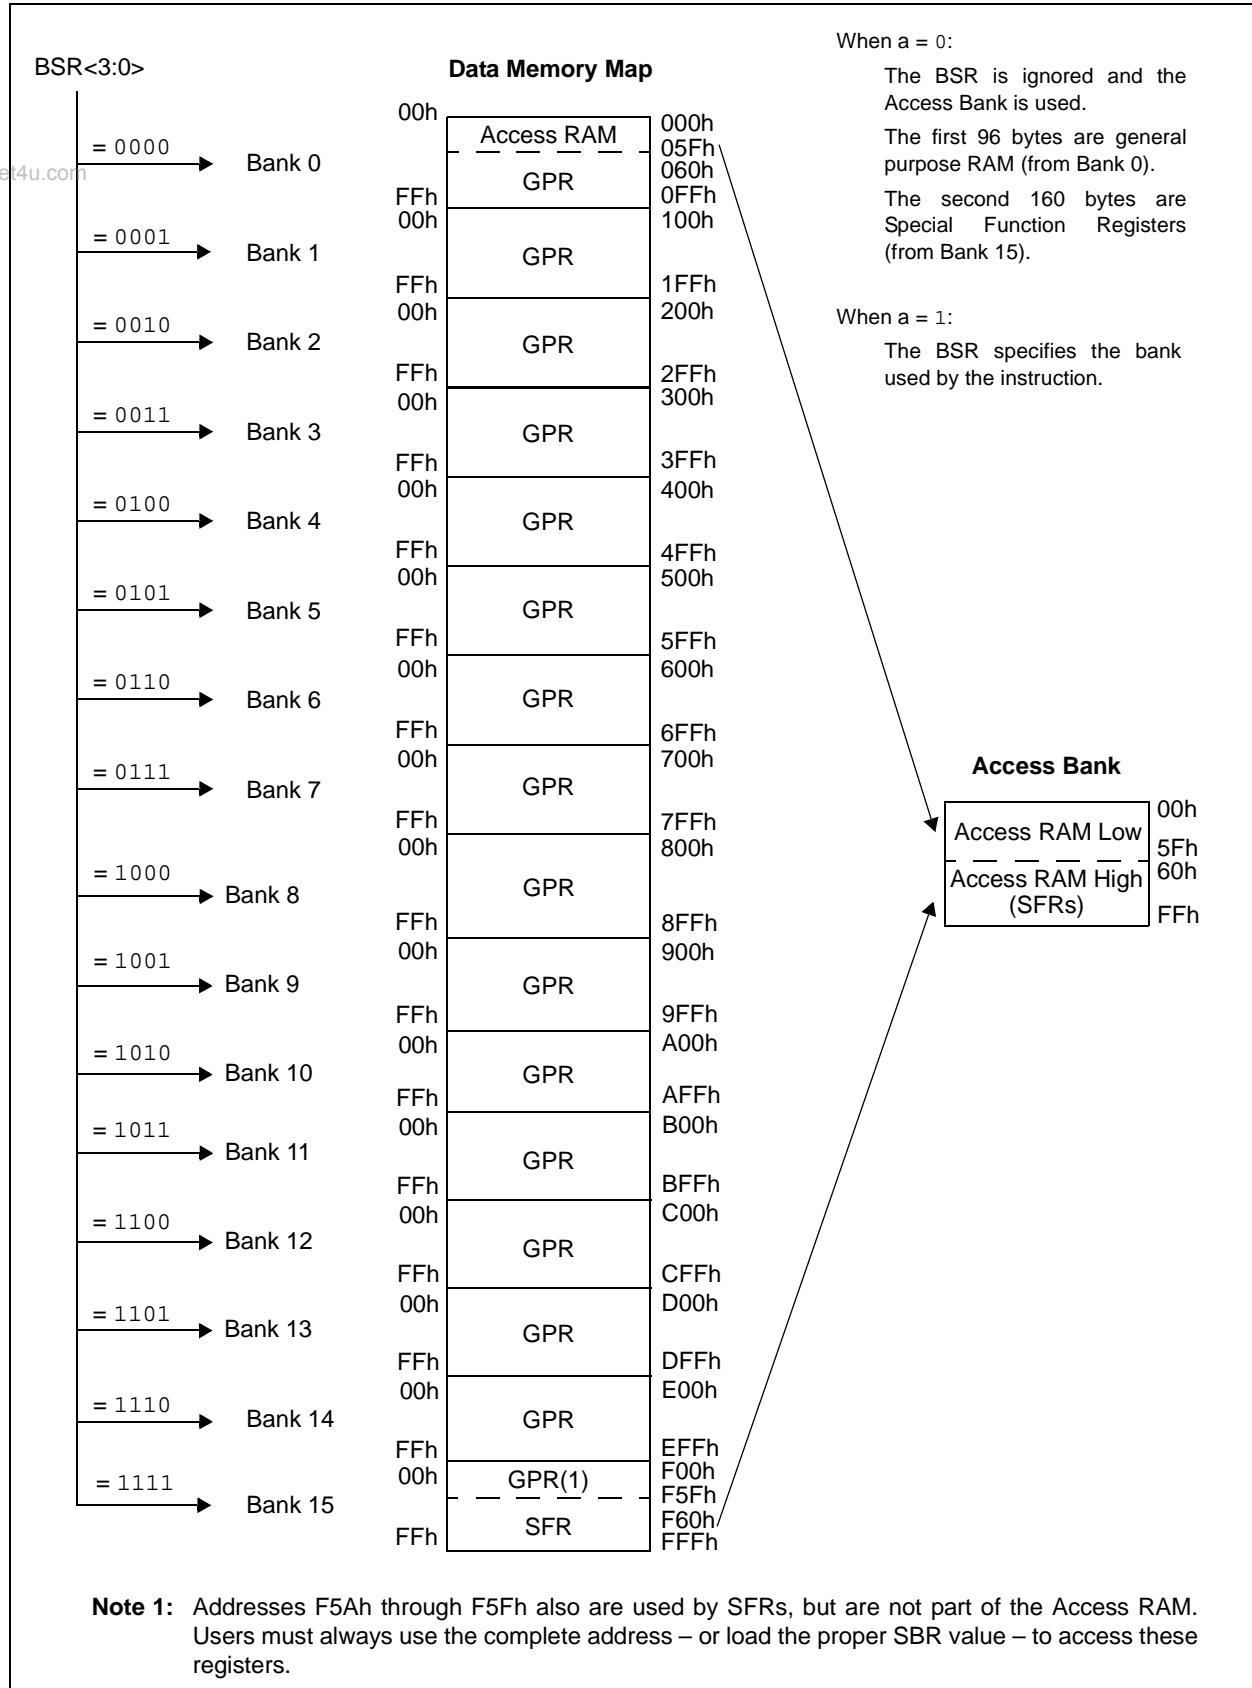 BSR<3:0>
Data Memory Map
When a = 0:
The BSR is ignored and the
Access Bank is used.
The first 96 bytes are general
purpose RAM (from Bank 0).
The second 160 bytes are
Special Function Registers
(from Bank 15).
When a = 1:
The BSR specifies the bank
used by the instruction.
et4u.com
= 0000
Bank 0
00h
Access RAM
000h
05Fh
GPR
060h
FFh
0FFh
= 0001
Bank 1
00h
100h
GPR
FFh
1FFh
= 0010
Bank 2
00h
200h
GPR
FFh
2FFh
= 0011
Bank 3
00h
300h
GPR
FFh
3FFh
= 0100
Bank 4
00h
400h
GPR
FFh
4FFh
= 0101
Bank 5
00h
500h
GPR
FFh
5FFh
= 0110
Bank 6
00h
600h
GPR
FFh
6FFh
= 0111
Bank 7
00h
700h
GPR
FFh
7FFh
= 1000
Bank 8
00h
800h
GPR
FFh
8FFh
= 1001
Bank 9
00h
900h
GPR
FFh
9FFh
= 1010
Bank 10
00h
A00h
GPR
FFh
AFFh
= 1011
Bank 11
00h
B00h
GPR
FFh
BFFh
= 1100
Bank 12
00h
C00h
GPR
FFh
CFFh
= 1101
Bank 13
00h
D00h
GPR
FFh
DFFh
= 1110
Bank 14
00h
E00h
GPR
FFh
EFFh
= 1111
Bank 15
00h
F00h
GPR(1)
F5Fh
SFR
F60h
FFh
FFFh
Access Bank
00h
Access RAM Low
5Fh
60h
Access RAM High
(SFRs)
FFh
Note 1: Addresses F5Ah through F5Fh also are used by SFRs, but are not part of the Access RAM.
Users must always use the complete address – or load the proper SBR value – to access these
registers.